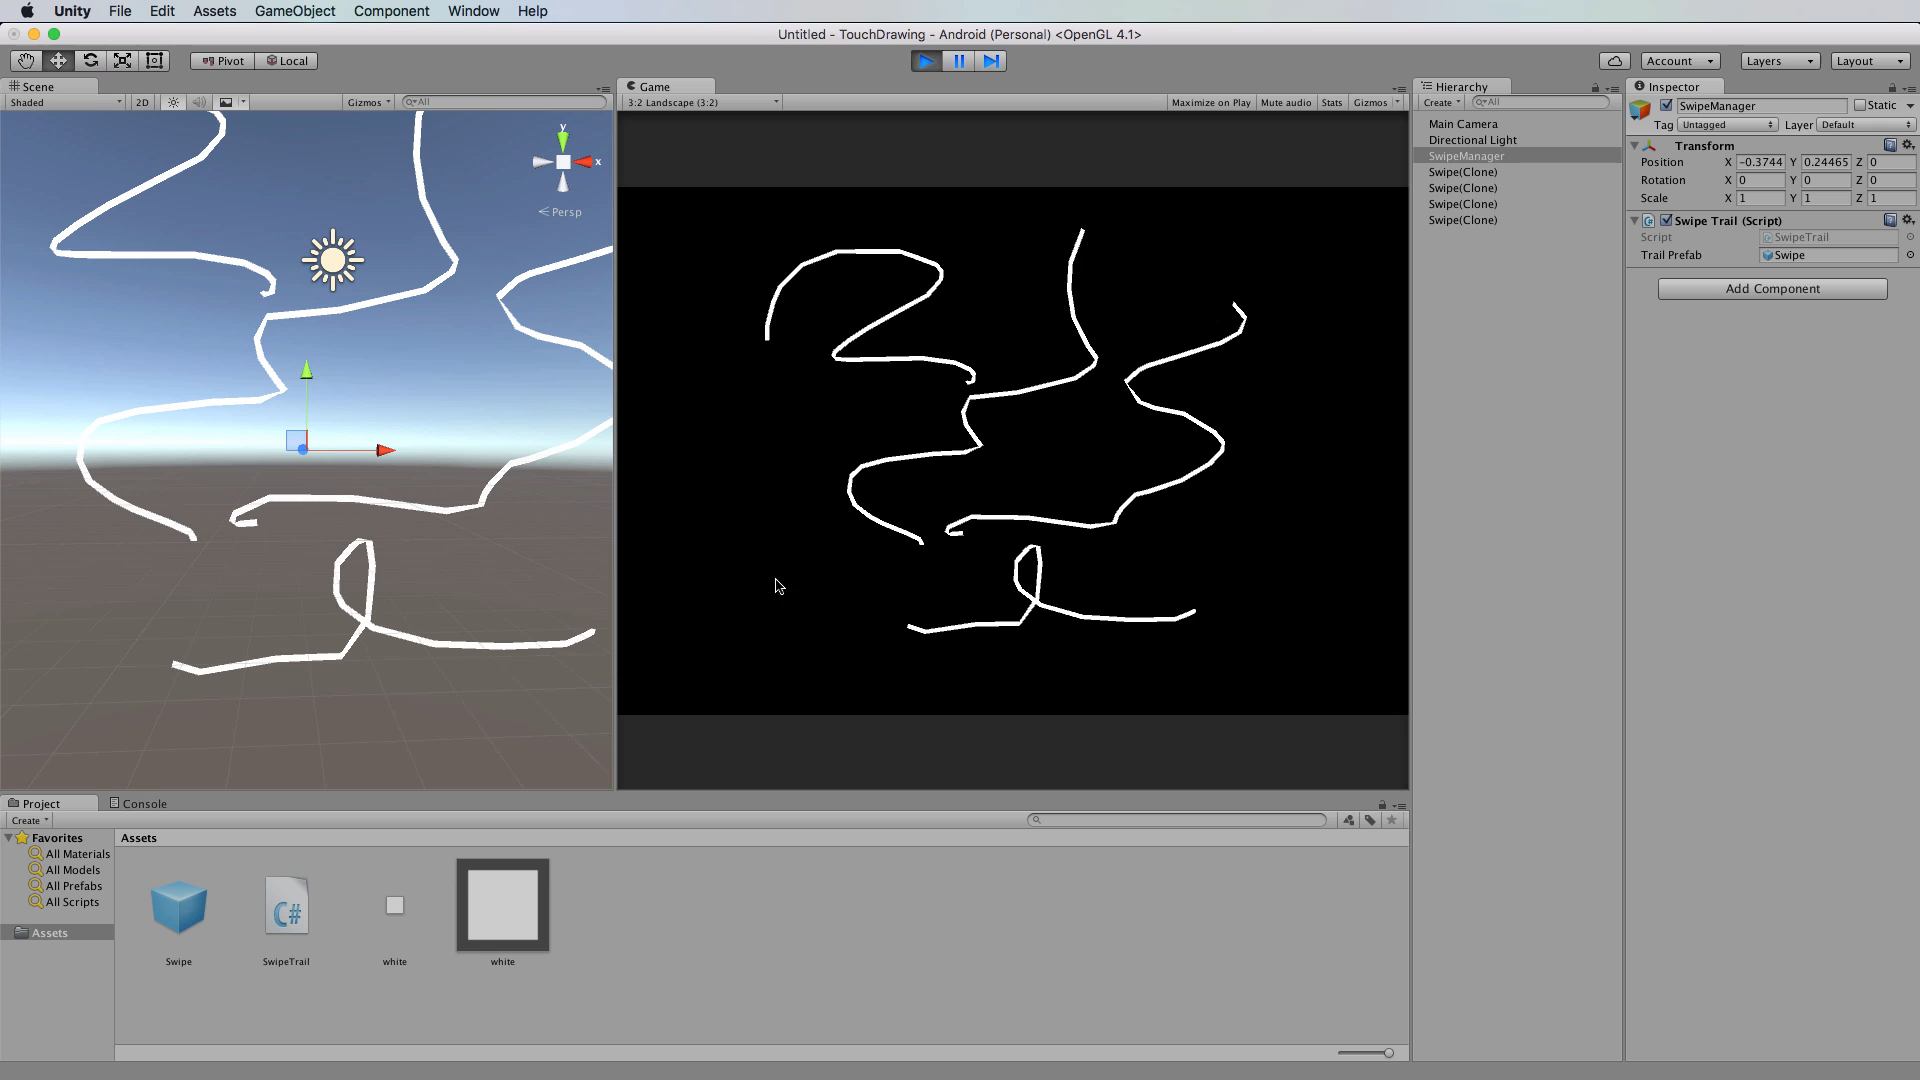 Unity File Edit Assets GameObject Component Window Help
Untitled - TouchDrawing - Android (Personal) <OpenGL 4.1>
Pivot Local Account Layers Layout
Scene
Shaded 2D Gizmos All
y
x
Persp
Game
3:2 Landscape (3:2) Maximize on Play Mute audio Stats Gizmos
Hierarchy
Create All
Main Camera
Directional Light
SwipeManager
Swipe(Clone)
Swipe(Clone)
Swipe(Clone)
Swipe(Clone)
Inspector
SwipeManager Static
Tag Untagged Layer Default
Transform
Position X -0.3744 Y 0.24465 Z 0
Rotation X 0 Y 0 Z 0
Scale X 1 Y 1 Z 1
Swipe Trail (Script)
Script SwipeTrail
Trail Prefab Swipe
Add Component
Project Console
Create
Favorites
All Materials
All Models
All Prefabs
All Scripts
Assets
Assets
C#
Swipe SwipeTrail white white